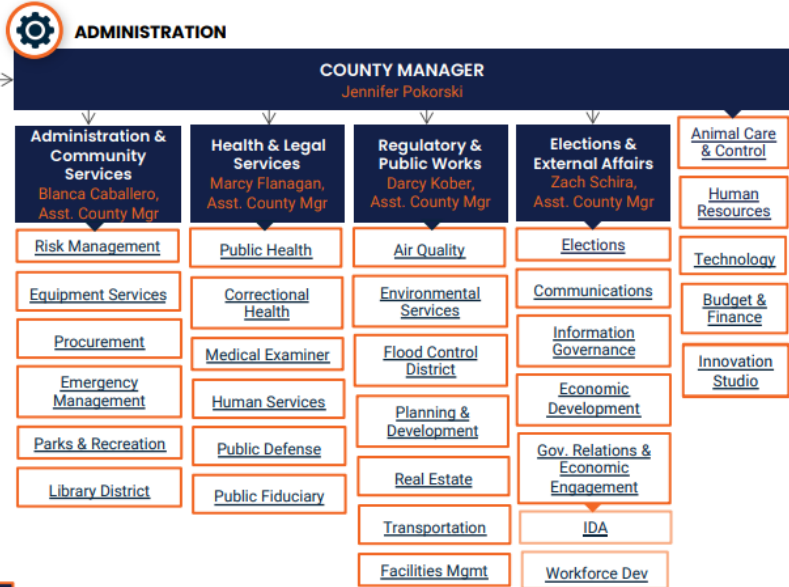 ADMINISTRATION
COUNTY MANAGER
Jennifer Pokorski
Administration &
Community
Services
Blanca Caballero,
Asst. County Mgr
Risk Management
Equipment Services
Procurement
Emergency
Management
Parks & Recreation
Library District
Health & Legal
Services
Marcy Flanagan,
Asst. County Mgr
Public Health
Correctional
Health
Medical Examiner
Human Services
Public Defense
Public Fiduciary
Regulatory &
Public Works
Darcy Kober,
Asst. County Mgr
Air Quality
Environmental
Services
Flood Control
District
Planning &
Development
Real Estate
Transportation
Facilities Mgmt
Elections &
External Affairs
Zach Schira,
Asst. County Mgr
Elections
Communications
Information
Governance
Economic
Development
Gov. Relations &
Economic
Engagement
IDA
Workforce Dev
Animal Care
& Control
Human
Resources
Technology
Budget &
Finance
Innovation
Studio